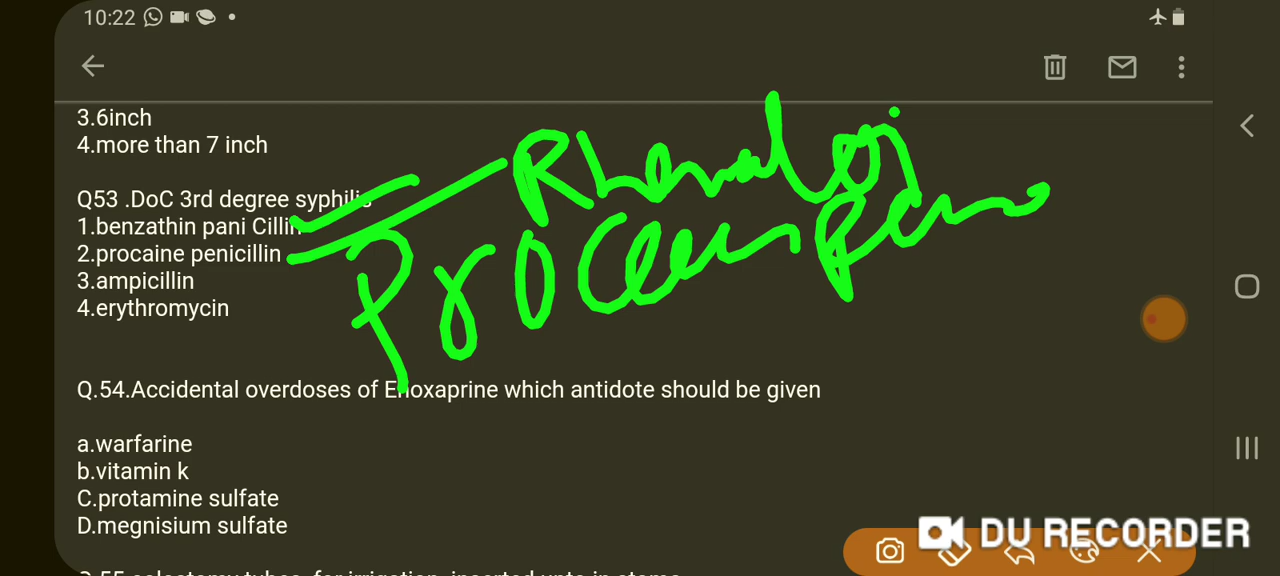 10:22
3.6inch
4.more than 7 inch
Q53 .DoC 3rd degree syphilis
1.benzathin pani Cillin
2.procaine penicillin
3.ampicillin
4.erythromycin
Q.54.Accidental overdoses of Enoxaprine which antidote should be given
a.warfarine
b.vitamin k
C.protamine sulfate
D.megnisium sulfate
DU RECORDER